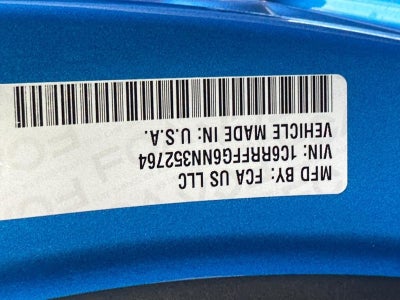 MFD BY: FCA US LLC
VIN: 1C6RRFFG6NN352764
VEHICLE MADE IN: U.S.A.